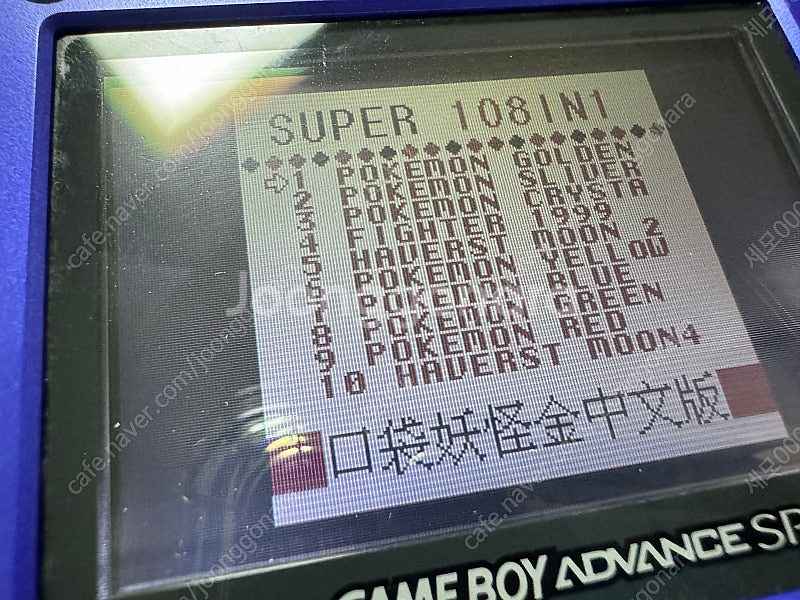 SUPER 108IN1
1 POKEMON GOLDEN
2 POKEMON SLIVER
3 POKEMON CRYSTA
4 FIGHTER 1999
5 HAVERST MOON 2
6 POKEMON YELLOW
7 POKEMON BLUE
8 POKEMON GREEN
9 POKEMON RED
10 HAVERST MOON4
口袋妖怪金中文版
GAME BOY ADVANCE SP